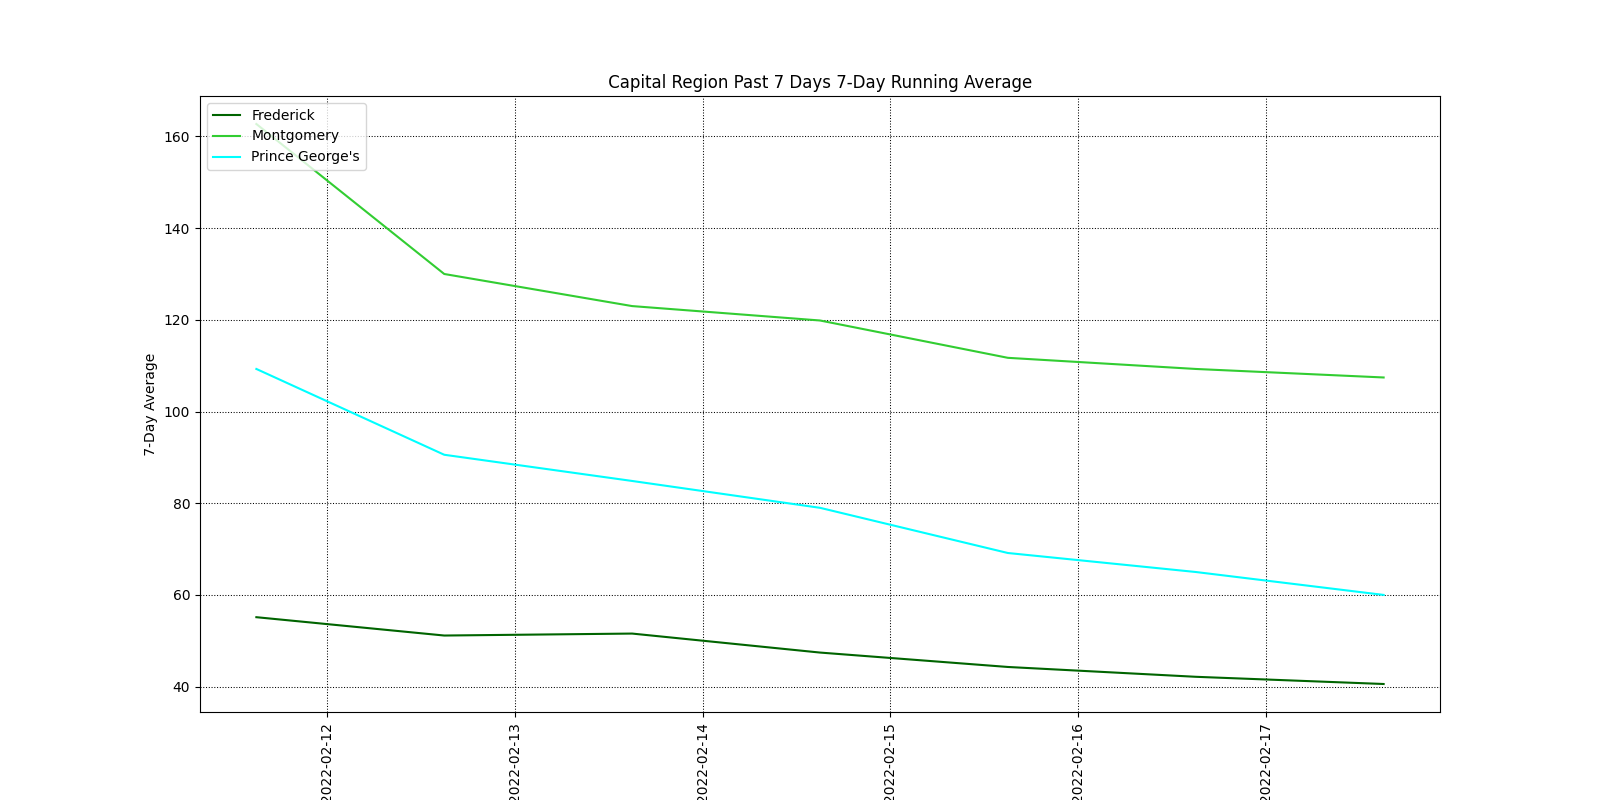 Capital Region Past 7 Days 7-Day Running Average
Frederick
Montgomery
Prince George's
160
140
120
100
80
60
40
7-Day Average
2022-02-12
2022-02-13
2022-02-14
2022-02-15
2022-02-16
2022-02-17